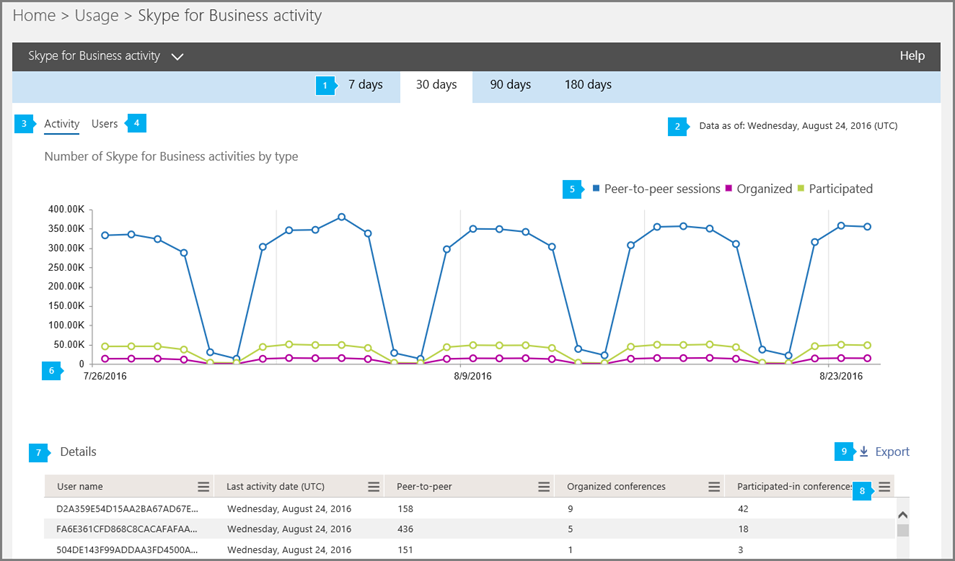 Home > Usage > Skype for Business activity
Skype for Business activity Help
1 7 days 30 days 90 days 180 days
3 Activity Users 4 2 Data as of: Wednesday, August 24, 2016 (UTC)
Number of Skype for Business activities by type
5 Peer-to-peer sessions Organized Participated
400.00K
350.00K
300.00K
250.00K
200.00K
150.00K
100.00K
50.00K
0
6 7/26/2016 8/9/2016 8/23/2016
7 Details 9 Export
User name Last activity date (UTC) Peer-to-peer Organized conferences Participated-in conferences 8
D2A359E54D15AA2BA67AD67E... Wednesday, August 24, 2016 158 9 42
FA6E361CFD868C8CACAFAFAA... Wednesday, August 24, 2016 436 5 18
504DE143F99ADDAA3FD4500A... Wednesday, August 24, 2016 151 1 3